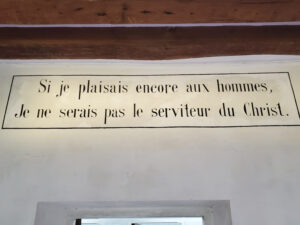 Si je plaisais encore aux hommes,
Je ne serais pas le serviteur du Christ.